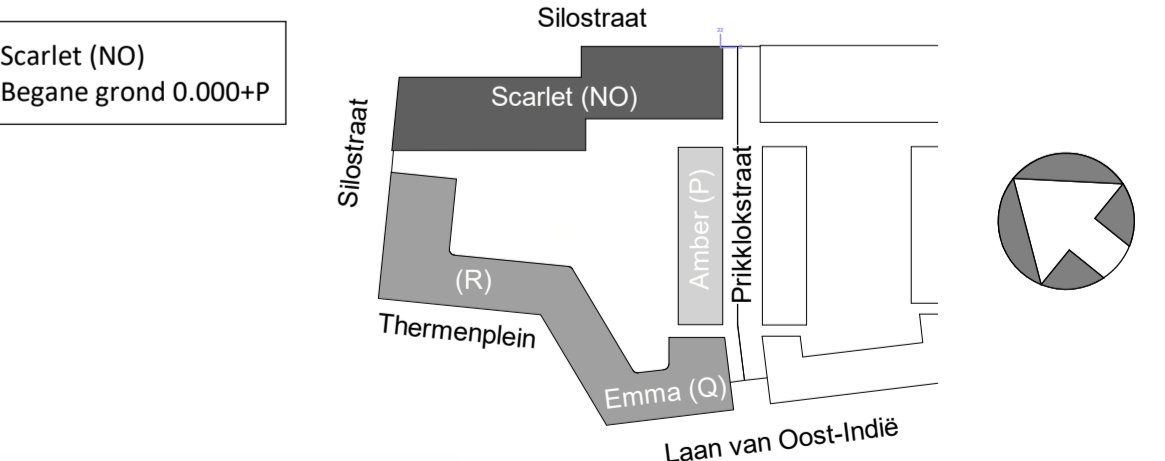 Silostraat
Scarlet (NO)
Begane grond 0.000+P
Scarlet (NO)
Silostraat
Amber (P)
Prikklokstraat
(R)
Thermenplein
Emma (Q)
Laan van Oost-Indië